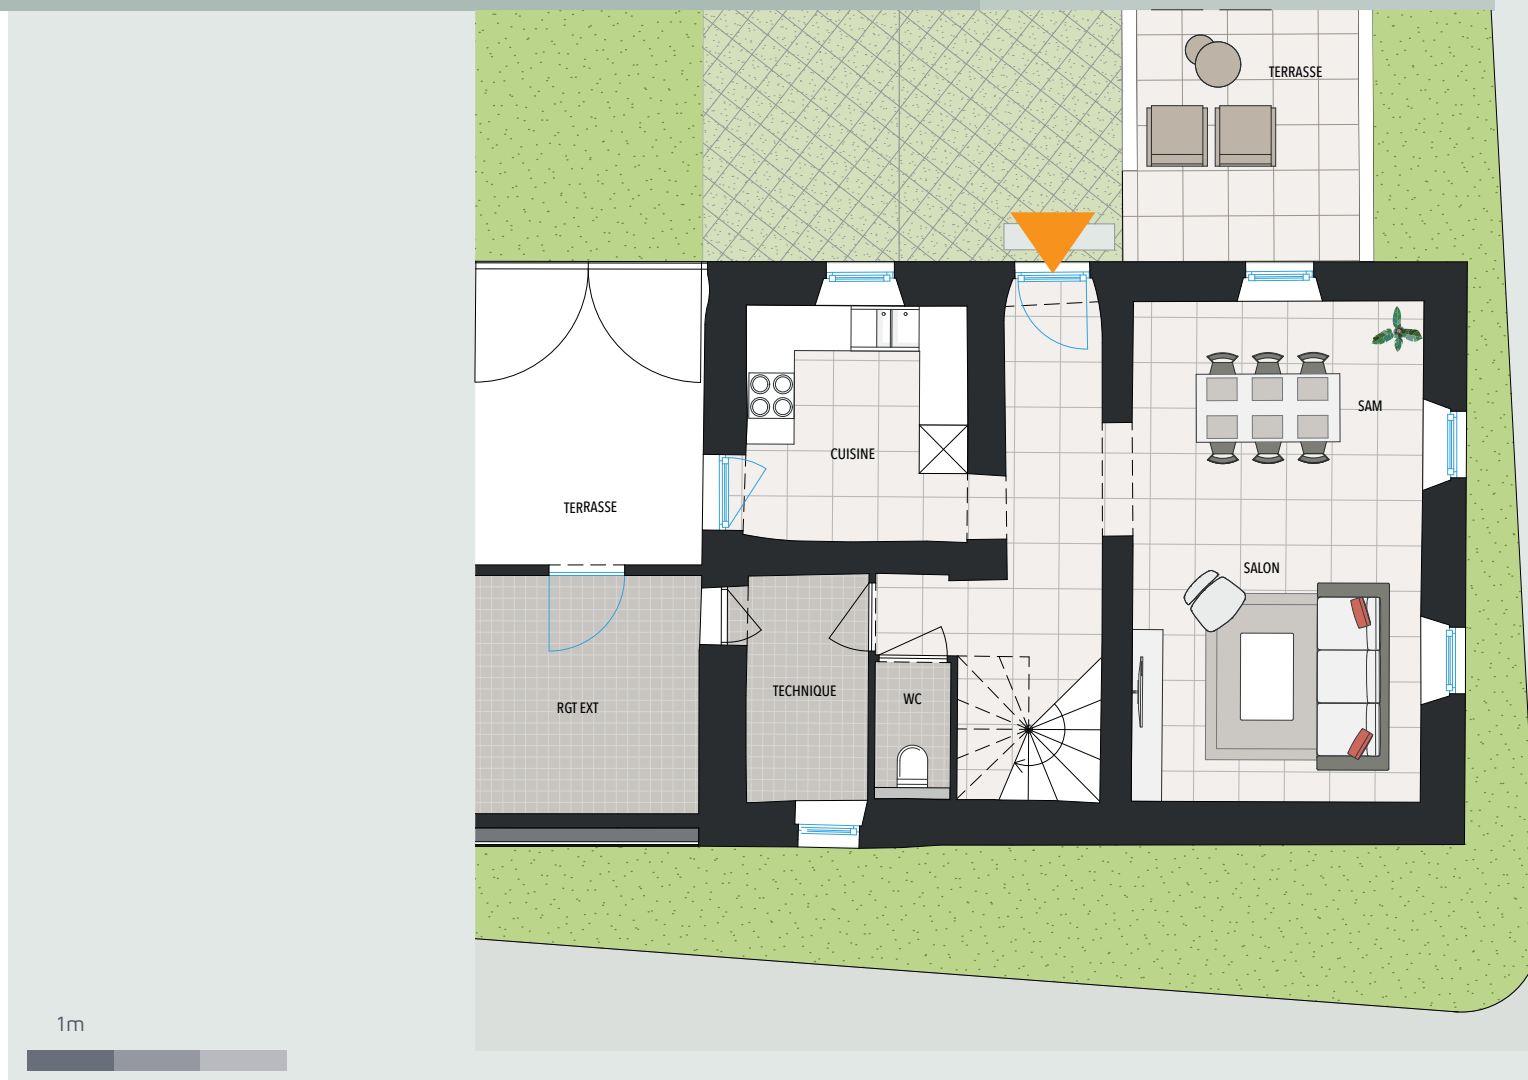 TERRASSE
SAM
CUISINE
TERRASSE
SALON
TECHNIQUE
WC
RGT EXT
1m